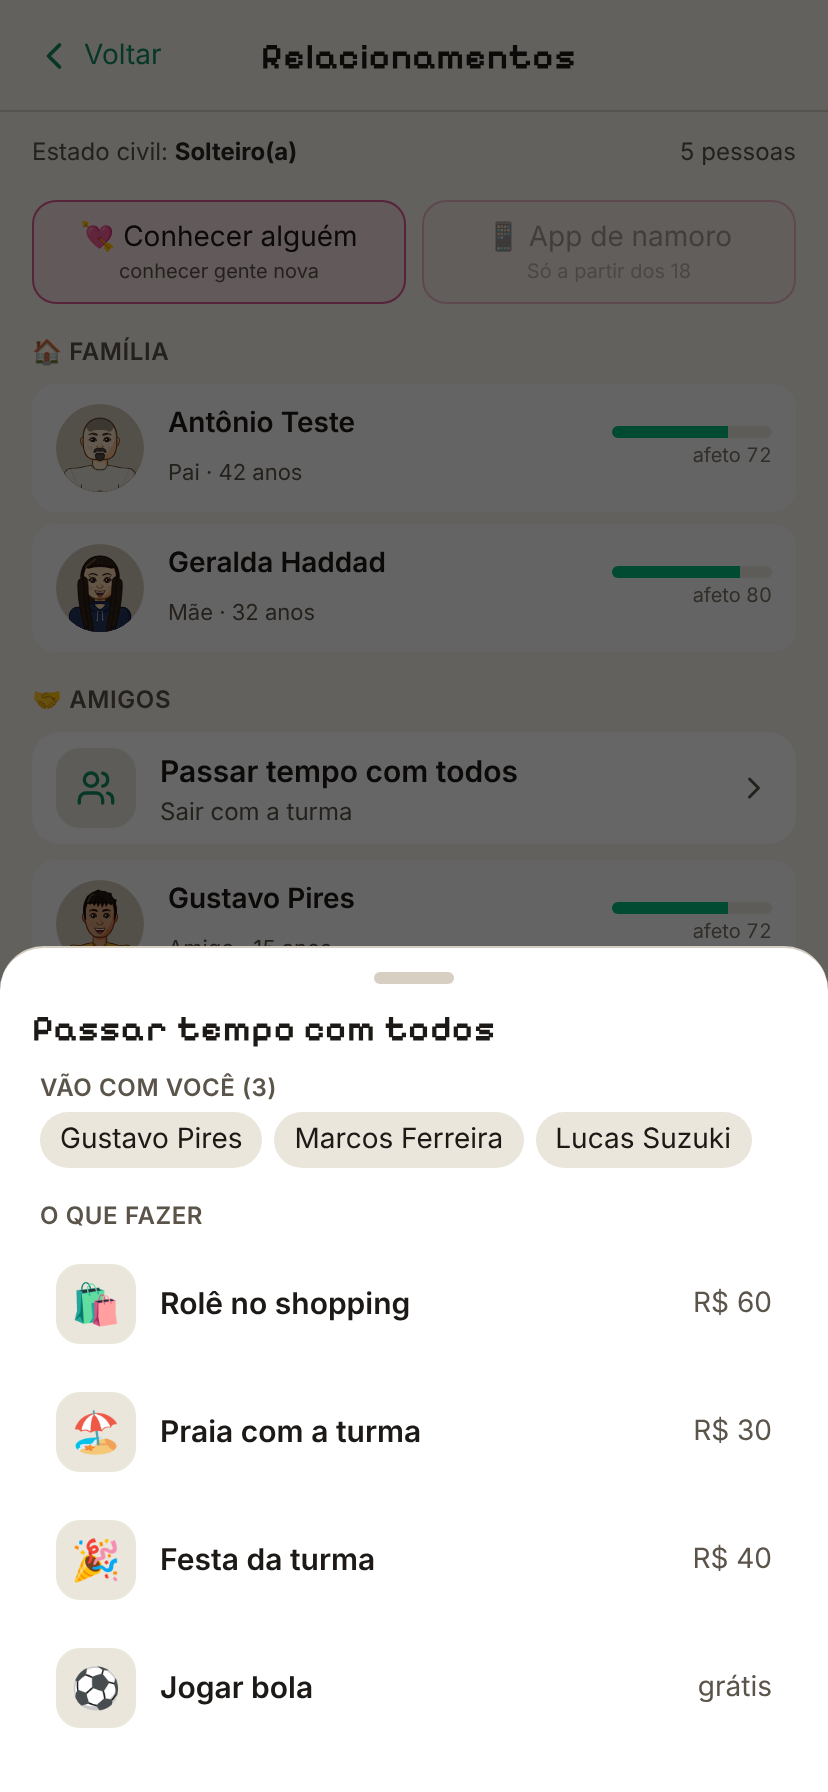 Voltar
Relacionamentos
Estado civil: Solteiro(a)
5 pessoas
Conhecer alguém
conhecer gente nova
App de namoro
Só a partir dos 18
FAMÍLIA
Antônio Teste
Pai · 42 anos
afeto 72
Geralda Haddad
Mãe · 32 anos
afeto 80
AMIGOS
Passar tempo com todos
Sair com a turma
Gustavo Pires
Amigo · 15 anos
afeto 72
Passar tempo com todos
VÃO COM VOCÊ (3)
Gustavo Pires
Marcos Ferreira
Lucas Suzuki
O QUE FAZER
Rolê no shopping
R$ 60
Praia com a turma
R$ 30
Festa da turma
R$ 40
Jogar bola
grátis